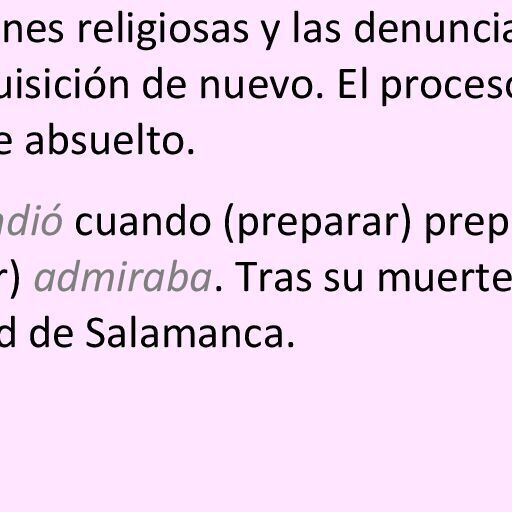 nes religiosas y las denuncia
uisición de nuevo. El proceso
e absuelto.
ndió cuando (preparar) prep
r) admiraba. Tras su muerte
d de Salamanca.